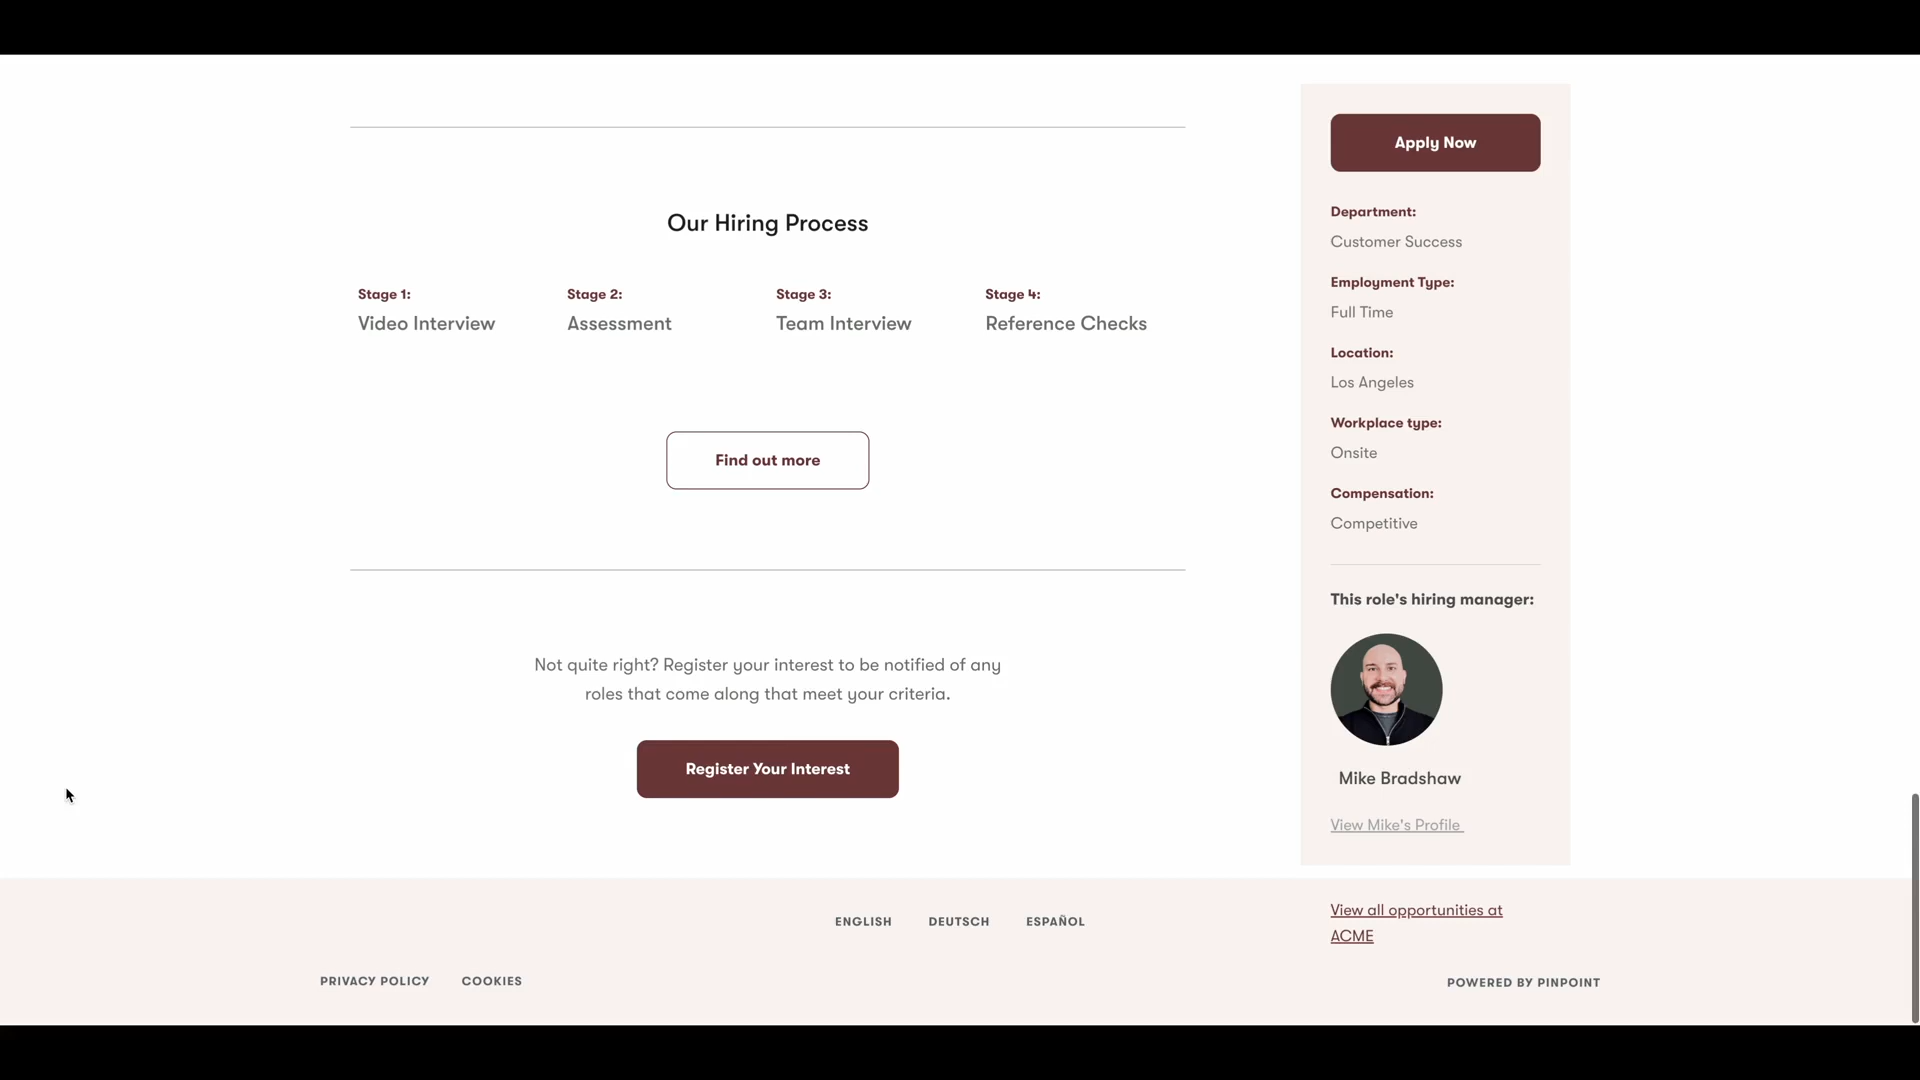 Our Hiring Process
Stage 1:
Video Interview
Stage 2:
Assessment
Stage 3:
Team Interview
Stage 4:
Reference Checks
Find out more
Not quite right? Register your interest to be notified of any
roles that come along that meet your criteria.
Register Your Interest
Apply Now
Department:
Customer Success
Employment Type:
Full Time
Location:
Los Angeles
Workplace type:
Onsite
Compensation:
Competitive
This role's hiring manager:
Mike Bradshaw
View Mike's Profile
View all opportunities at
ACME
ENGLISH
DEUTSCH
ESPAÑOL
PRIVACY POLICY
COOKIES
POWERED BY PINPOINT